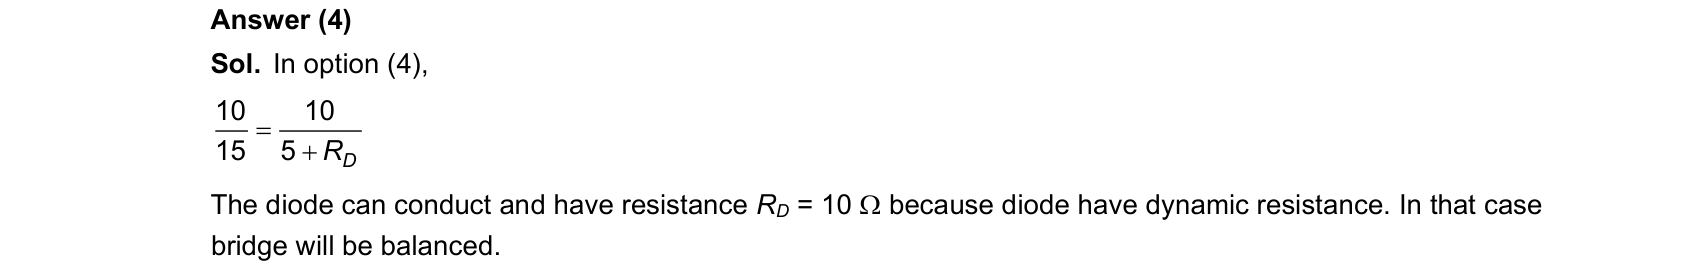 Answer (4)
Sol. In option (4),
10/15 = 10/(5 + R_D)
The diode can conduct and have resistance R_D = 10 Ω because diode have dynamic resistance. In that case
bridge will be balanced.